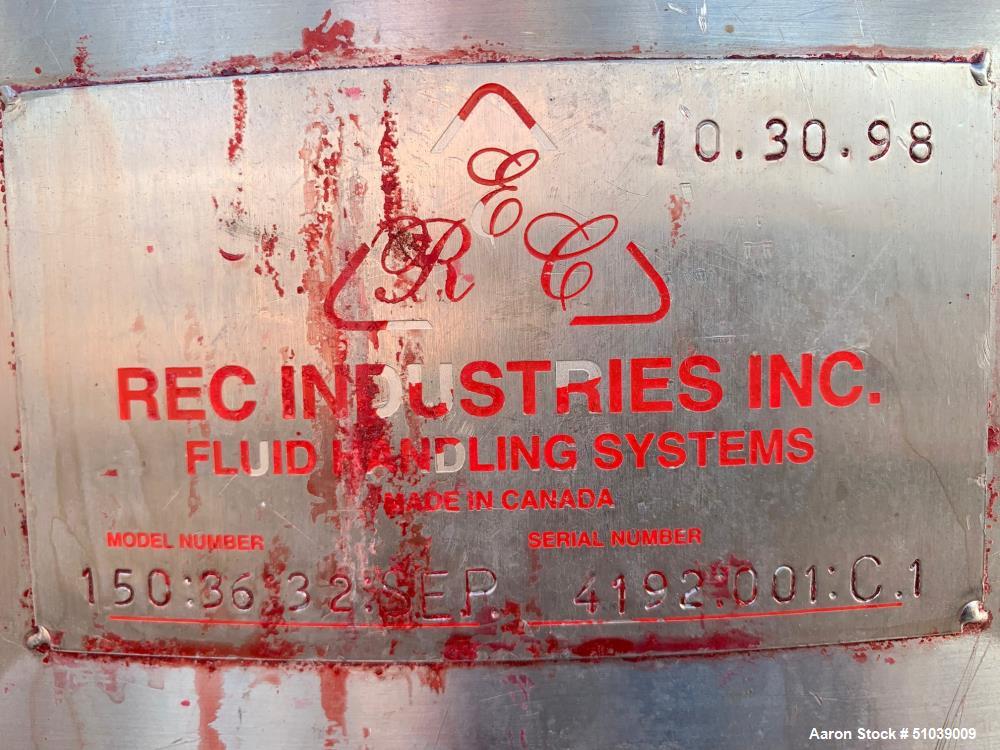 10.30.98
R E C
REC INDUSTRIES INC.
FLUID HANDLING SYSTEMS
MADE IN CANADA
MODEL NUMBER SERIAL NUMBER
150:36:32:SEP. 4192:001:C.1
Aaron Stock # 51039009